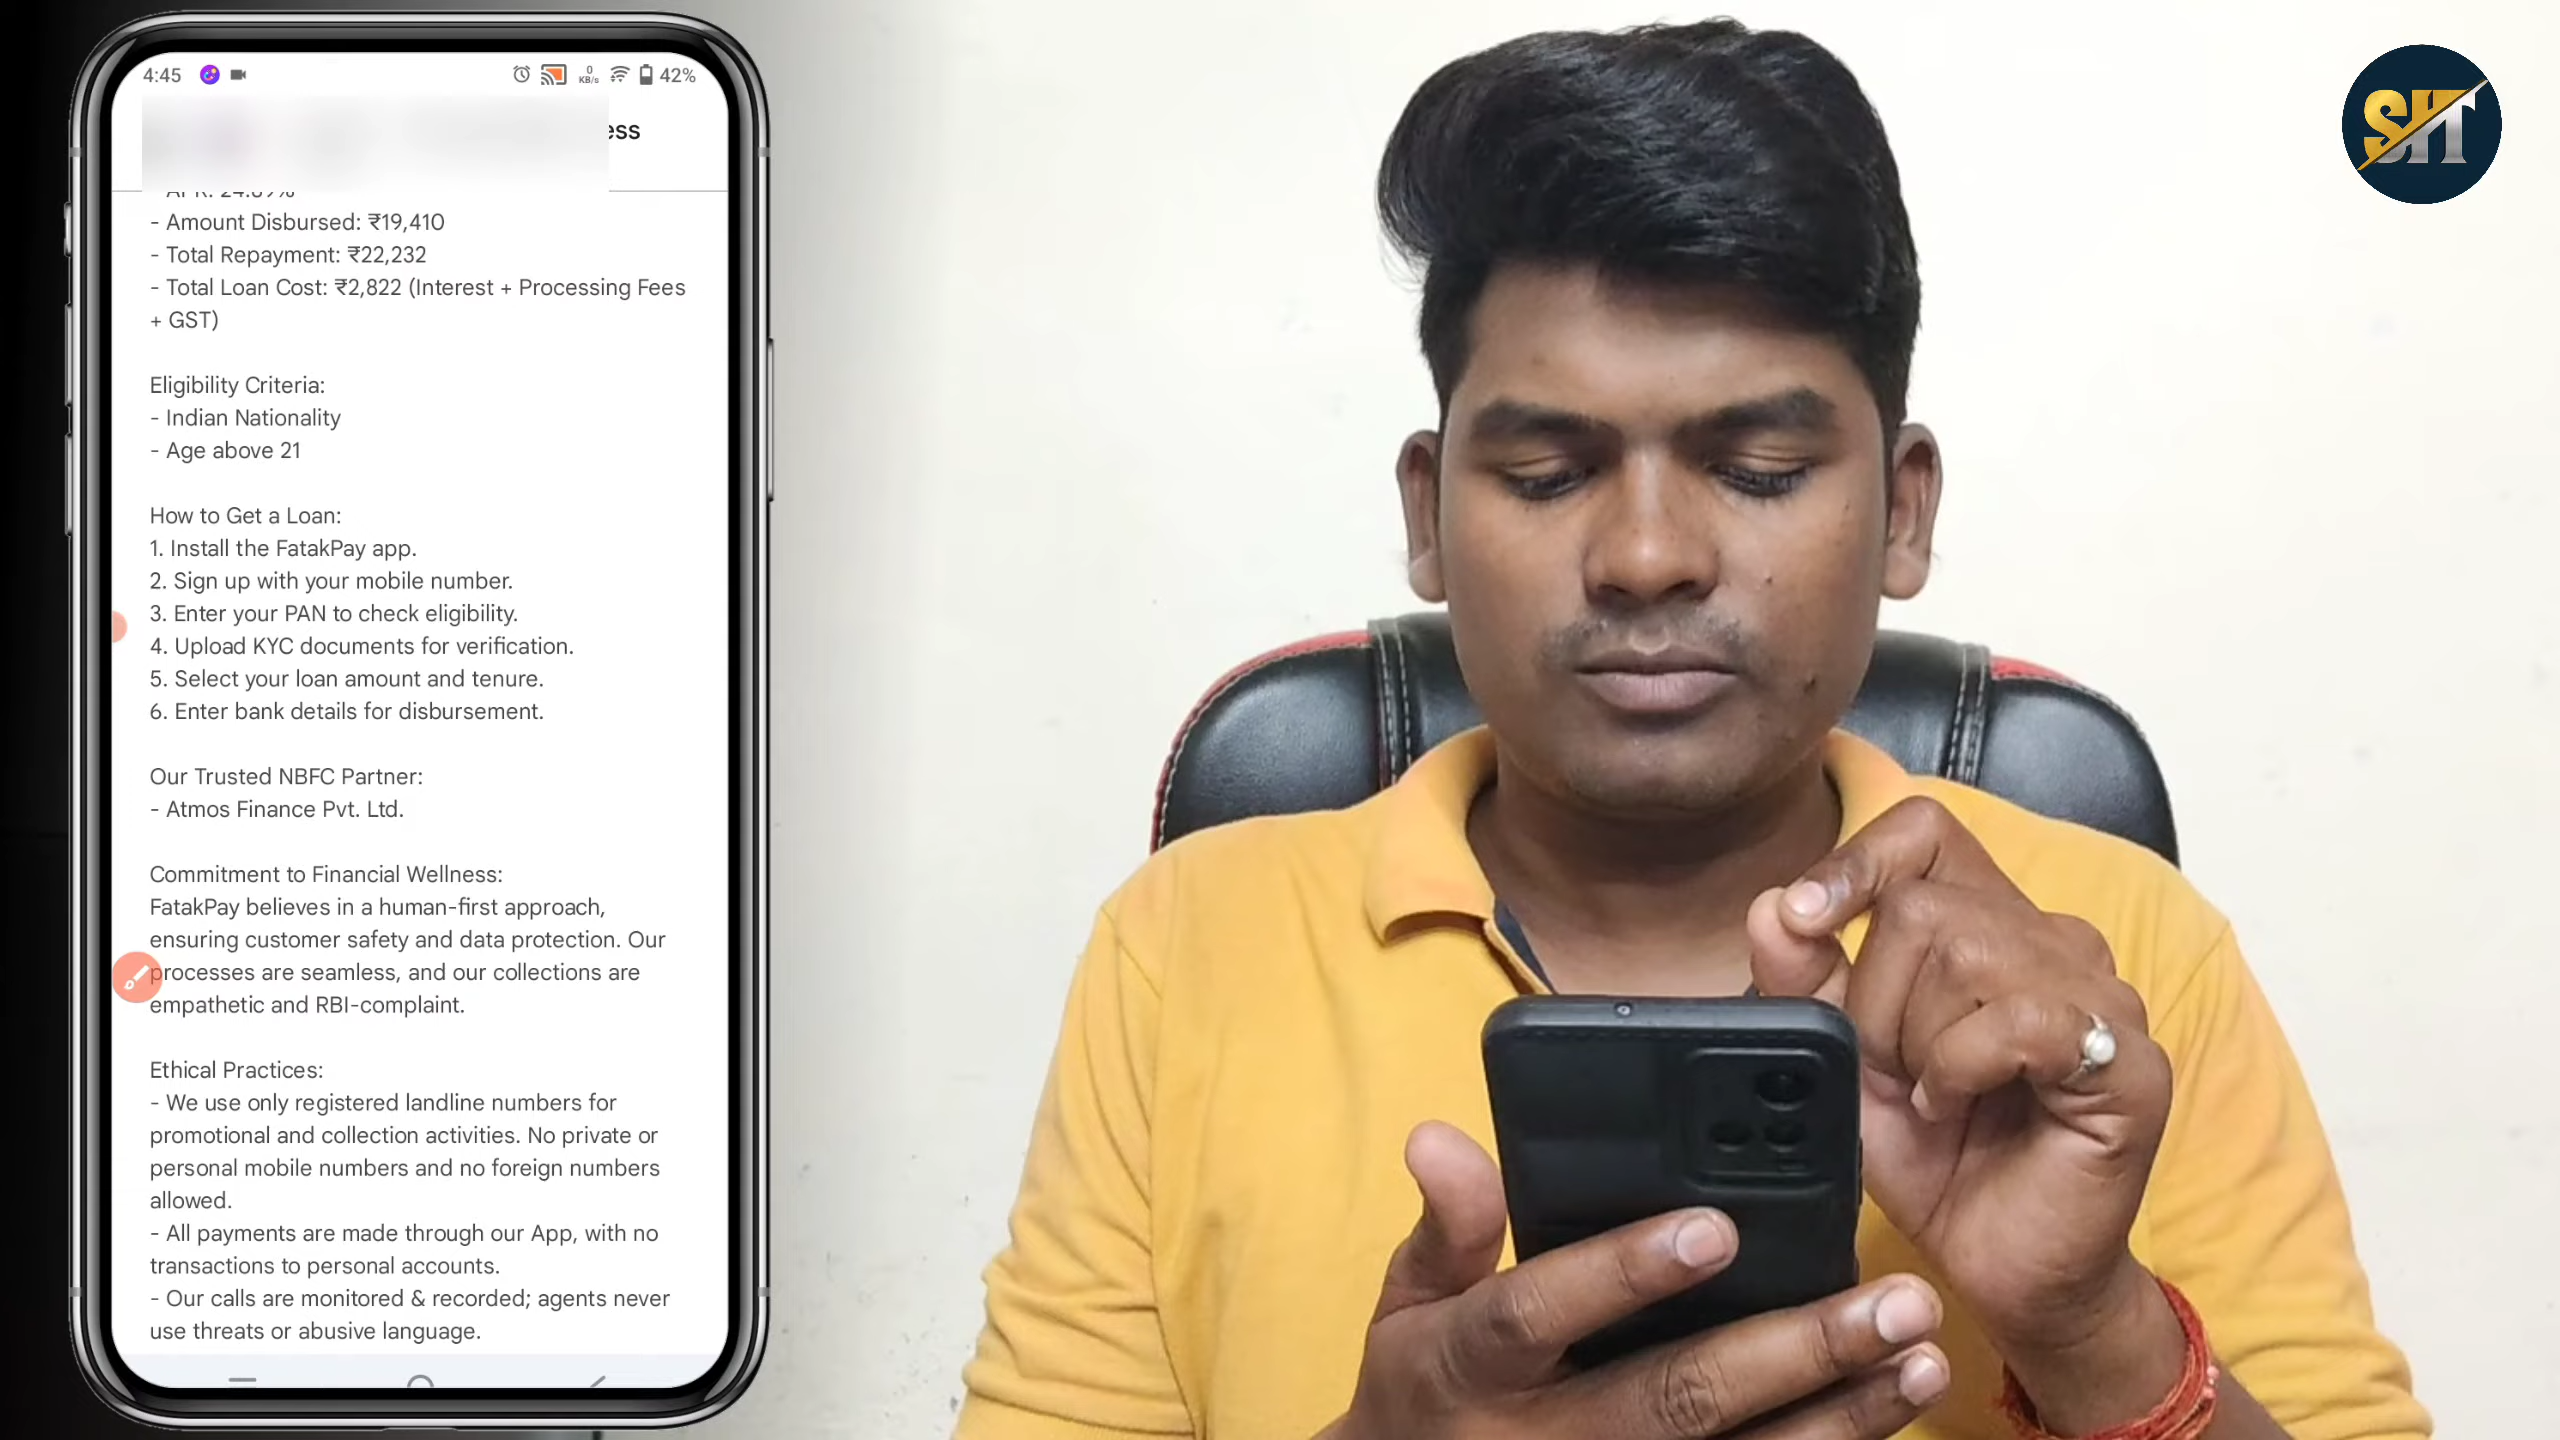 4:45
0
KB/s
42%
ess
- APR: 24.89%
- Amount Disbursed: ₹19,410
- Total Repayment: ₹22,232
- Total Loan Cost: ₹2,822 (Interest + Processing Fees
+ GST)
Eligibility Criteria:
- Indian Nationality
- Age above 21
How to Get a Loan:
1. Install the FatakPay app.
2. Sign up with your mobile number.
3. Enter your PAN to check eligibility.
4. Upload KYC documents for verification.
5. Select your loan amount and tenure.
6. Enter bank details for disbursement.
Our Trusted NBFC Partner:
- Atmos Finance Pvt. Ltd.
Commitment to Financial Wellness:
FatakPay believes in a human-first approach,
ensuring customer safety and data protection. Our
processes are seamless, and our collections are
empathetic and RBI-complaint.
Ethical Practices:
- We use only registered landline numbers for
promotional and collection activities. No private or
personal mobile numbers and no foreign numbers
allowed.
- All payments are made through our App, with no
transactions to personal accounts.
- Our calls are monitored & recorded; agents never
use threats or abusive language.
SHT